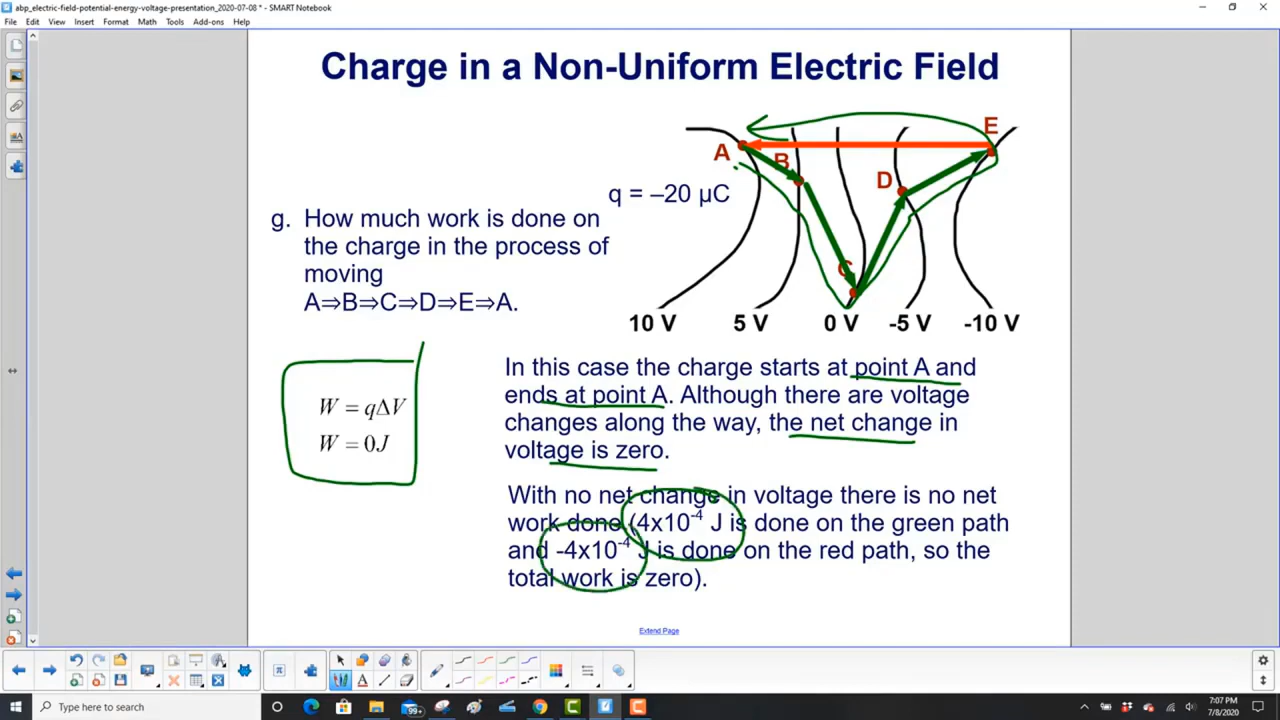 abp_electric-field-potential-energy-voltage-presentation_2020-07-08 * - SMART Notebook
File Edit View Insert Format Math Tools Add-ons Help
Charge in a Non-Uniform Electric Field
E
A
B
D
q = –20 μC
g. How much work is done on
the charge in the process of
moving
A⇒B⇒C⇒D⇒E⇒A.
C
10 V 5 V 0 V -5 V -10 V
In this case the charge starts at point A and
ends at point A. Although there are voltage
changes along the way, the net change in
voltage is zero.
W = qΔV
W = 0J
With no net change in voltage there is no net
work done (4x10⁻⁴ J is done on the green path
and -4x10⁻⁴ J is done on the red path, so the
total work is zero).
Extend Page
Type here to search
99+
7:07 PM
7/8/2020